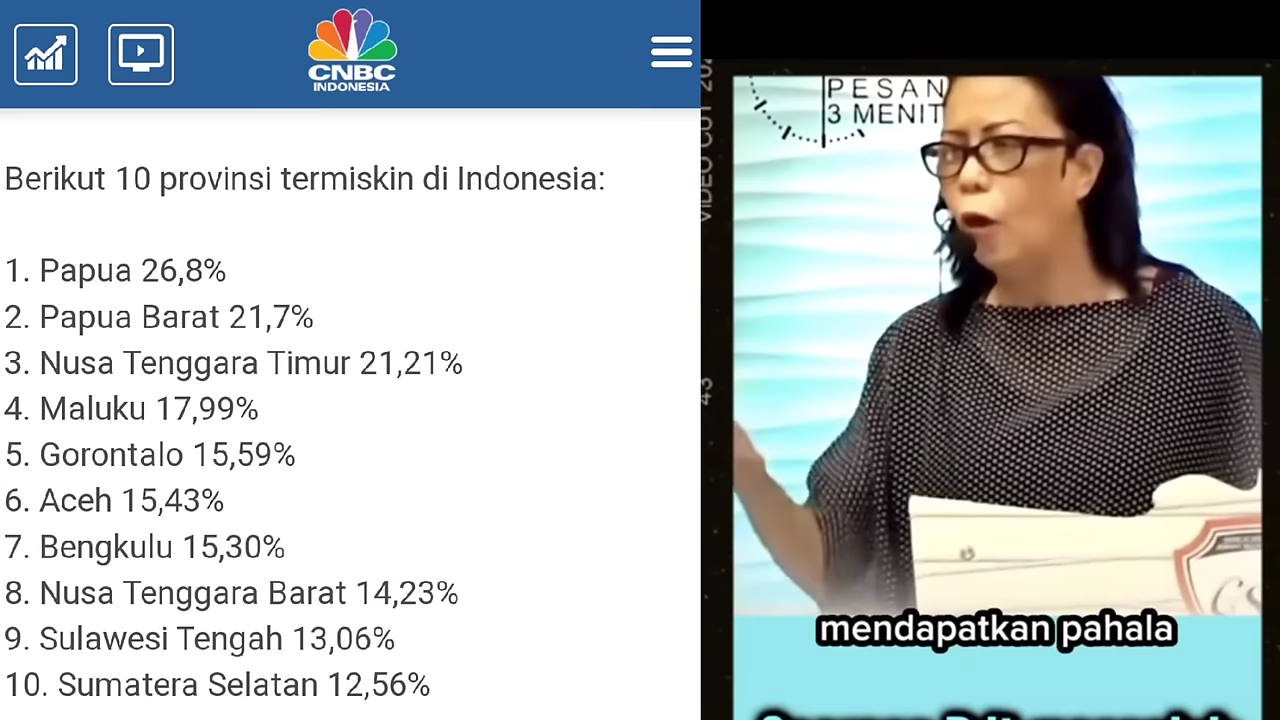 CNBC
INDONESIA
Berikut 10 provinsi termiskin di Indonesia:
1. Papua 26,8%
2. Papua Barat 21,7%
3. Nusa Tenggara Timur 21,21%
4. Maluku 17,99%
5. Gorontalo 15,59%
6. Aceh 15,43%
7. Bengkulu 15,30%
8. Nusa Tenggara Barat 14,23%
9. Sulawesi Tengah 13,06%
10. Sumatera Selatan 12,56%
VIDEO CUT
43
PESAN
3 MENIT
mendapatkan pahala